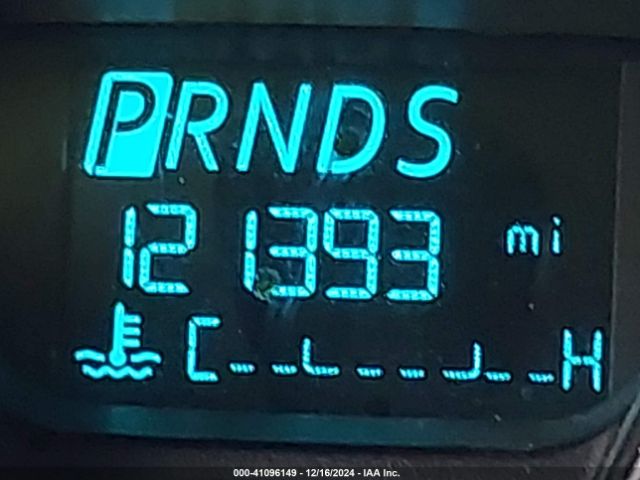 PRNDS
121393 mi
C H
000-41096149 - 12/16/2024 - IAA Inc.